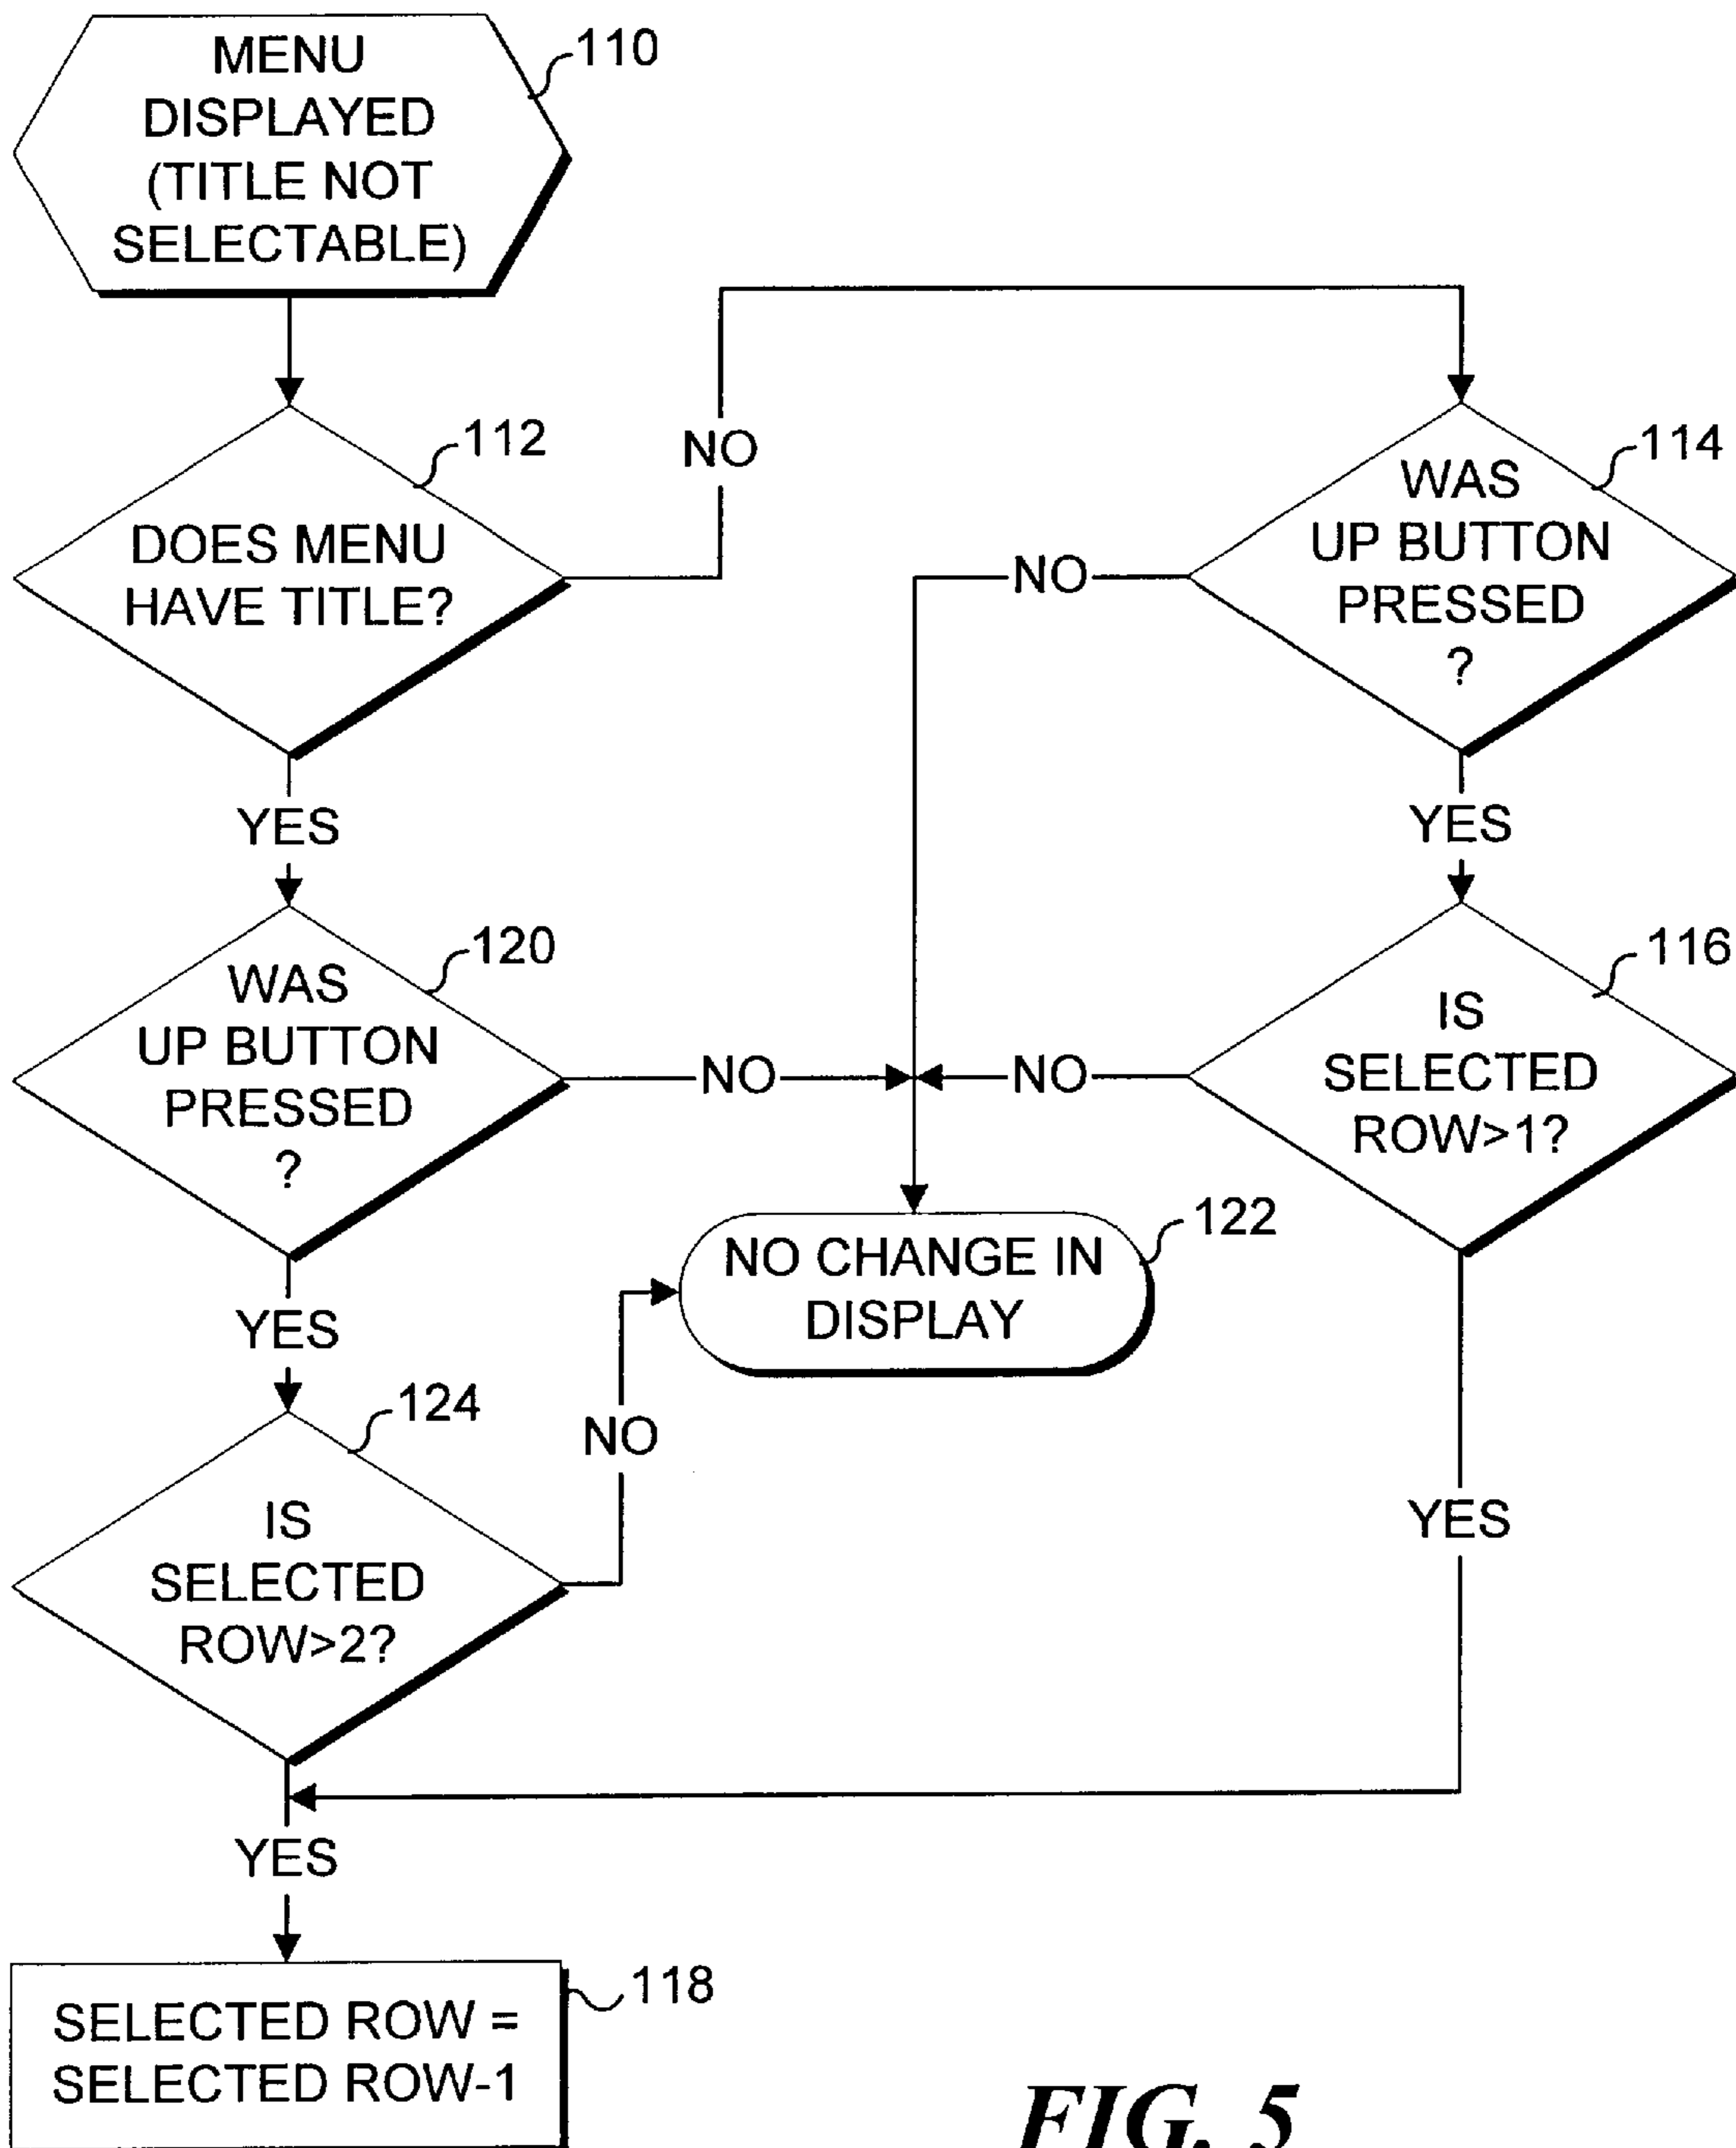 MENU
DISPLAYED
(TITLE NOT
SELECTABLE)
110
DOES MENU
HAVE TITLE?
112
NO
WAS
UP BUTTON
PRESSED
?
114
NO
YES
YES
WAS
UP BUTTON
PRESSED
?
120
NO
NO
IS
SELECTED
ROW>1?
116
NO CHANGE IN
DISPLAY
122
YES
IS
SELECTED
ROW>2?
124
NO
YES
YES
SELECTED ROW =
SELECTED ROW-1
118
FIG. 5